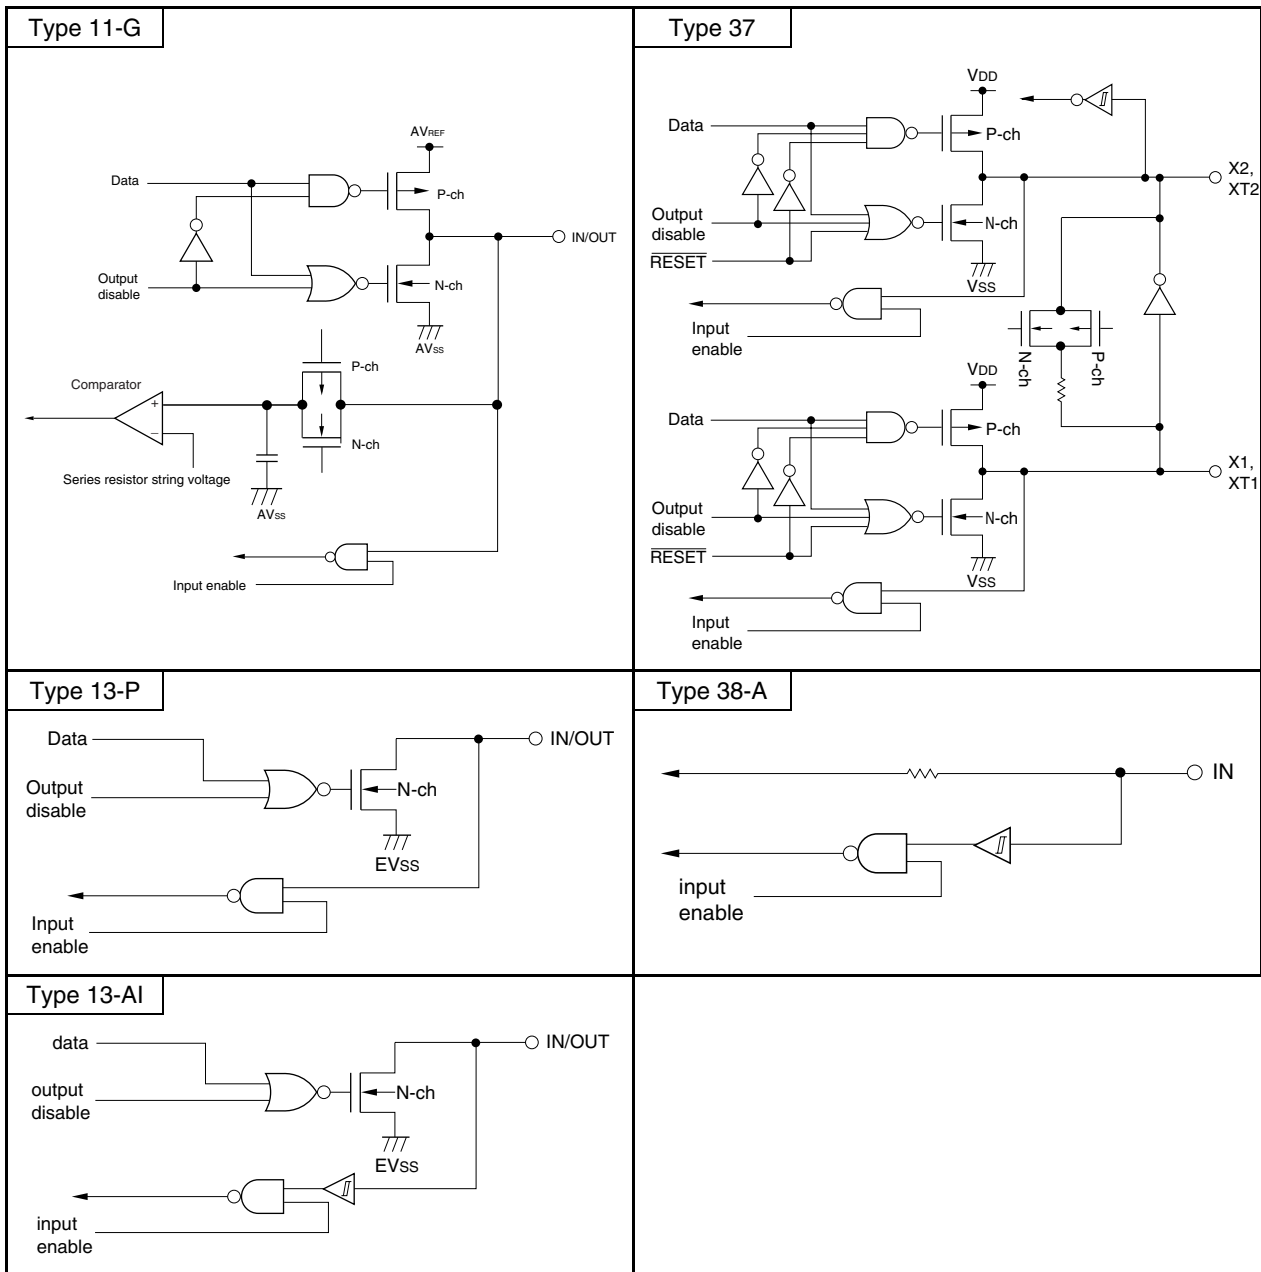 Type 11-G
AVREF
Data
P-ch
IN/OUT
Output
disable
N-ch
AVSS
P-ch
Comparator
+
–
N-ch
Series resistor string voltage
AVSS
Input enable
Type 37
VDD
Data
P-ch
X2,
XT2
Output
disable
N-ch
RESET
VSS
Input
enable
N-ch
P-ch
VDD
Data
P-ch
X1,
XT1
Output
disable
N-ch
RESET
VSS
Input
enable
Type 13-P
Data
IN/OUT
Output
disable
N-ch
EVSS
Input
enable
Type 38-A
IN
input
enable
Type 13-AI
data
IN/OUT
output
disable
N-ch
EVSS
input
enable